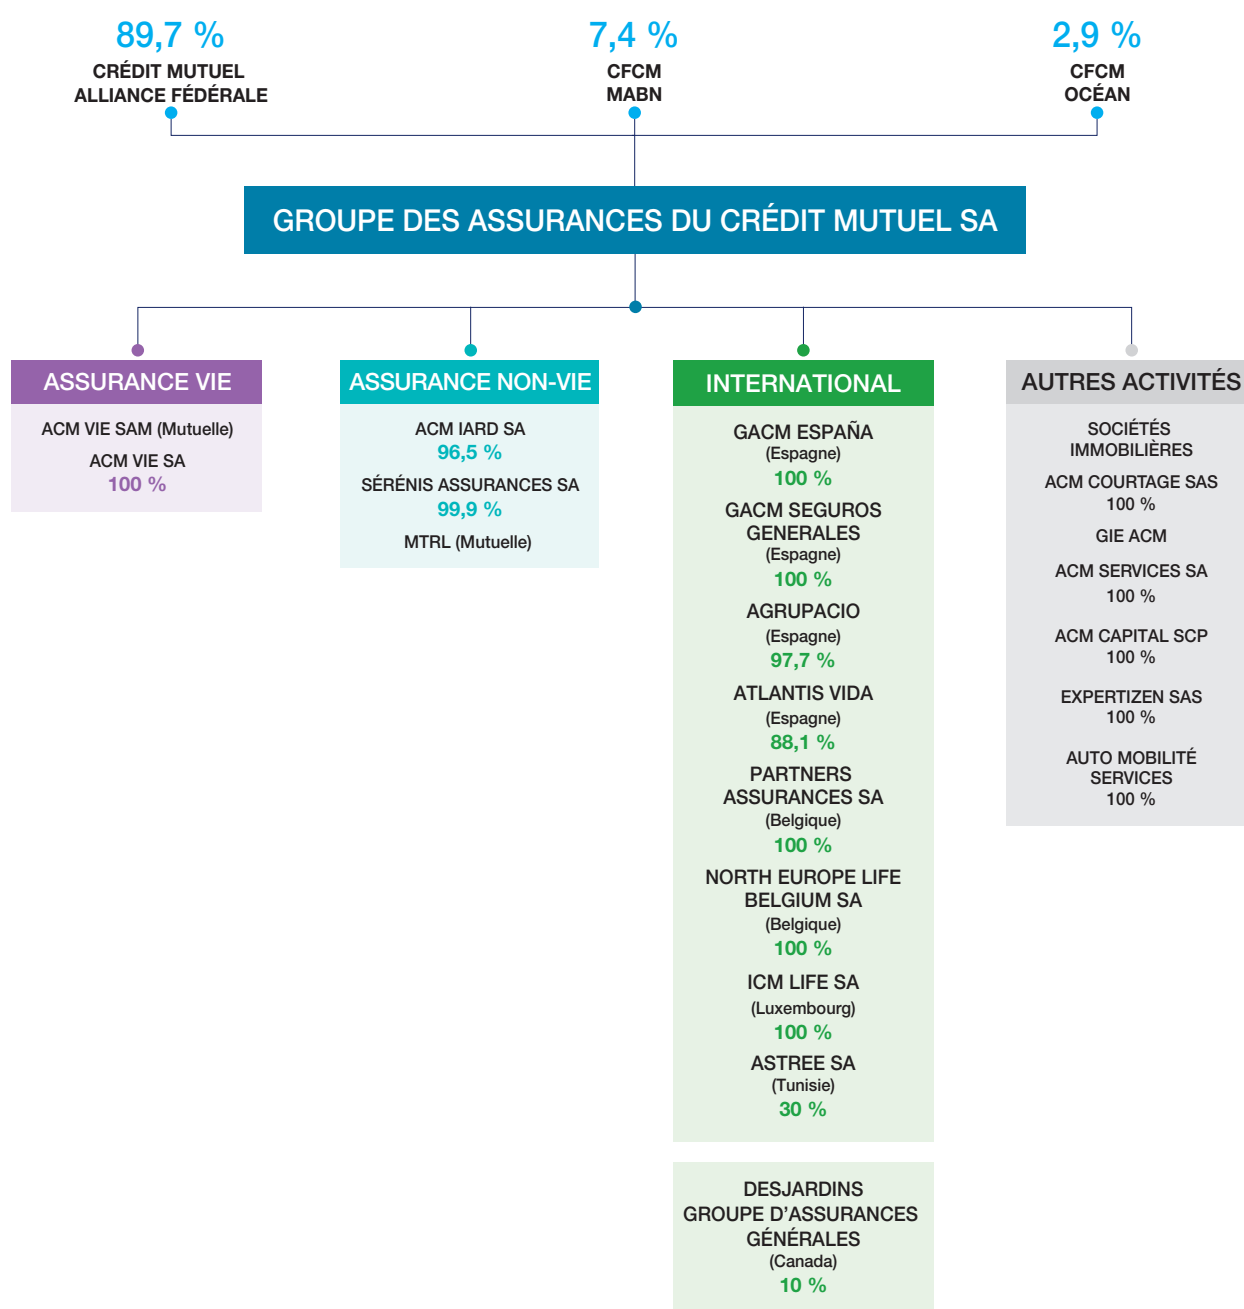 89,7 %
CRÉDIT MUTUEL
ALLIANCE FÉDÉRALE
7,4 %
CFCM
MABN
2,9 %
CFCM
OCÉAN
GROUPE DES ASSURANCES DU CRÉDIT MUTUEL SA
ASSURANCE VIE
ACM VIE SAM (Mutuelle)
ACM VIE SA
100 %
ASSURANCE NON-VIE
ACM IARD SA
96,5 %
SÉRÉNIS ASSURANCES SA
99,9 %
MTRL (Mutuelle)
INTERNATIONAL
GACM ESPAÑA
(Espagne)
100 %
GACM SEGUROS
GENERALES
(Espagne)
100 %
AGRUPACIO
(Espagne)
97,7 %
ATLANTIS VIDA
(Espagne)
88,1 %
PARTNERS
ASSURANCES SA
(Belgique)
100 %
NORTH EUROPE LIFE
BELGIUM SA
(Belgique)
100 %
ICM LIFE SA
(Luxembourg)
100 %
ASTREE SA
(Tunisie)
30 %
DESJARDINS
GROUPE D'ASSURANCES
GÉNÉRALES
(Canada)
10 %
AUTRES ACTIVITÉS
SOCIÉTÉS
IMMOBILIÈRES
ACM COURTAGE SAS
100 %
GIE ACM
ACM SERVICES SA
100 %
ACM CAPITAL SCP
100 %
EXPERTIZEN SAS
100 %
AUTO MOBILITÉ
SERVICES
100 %